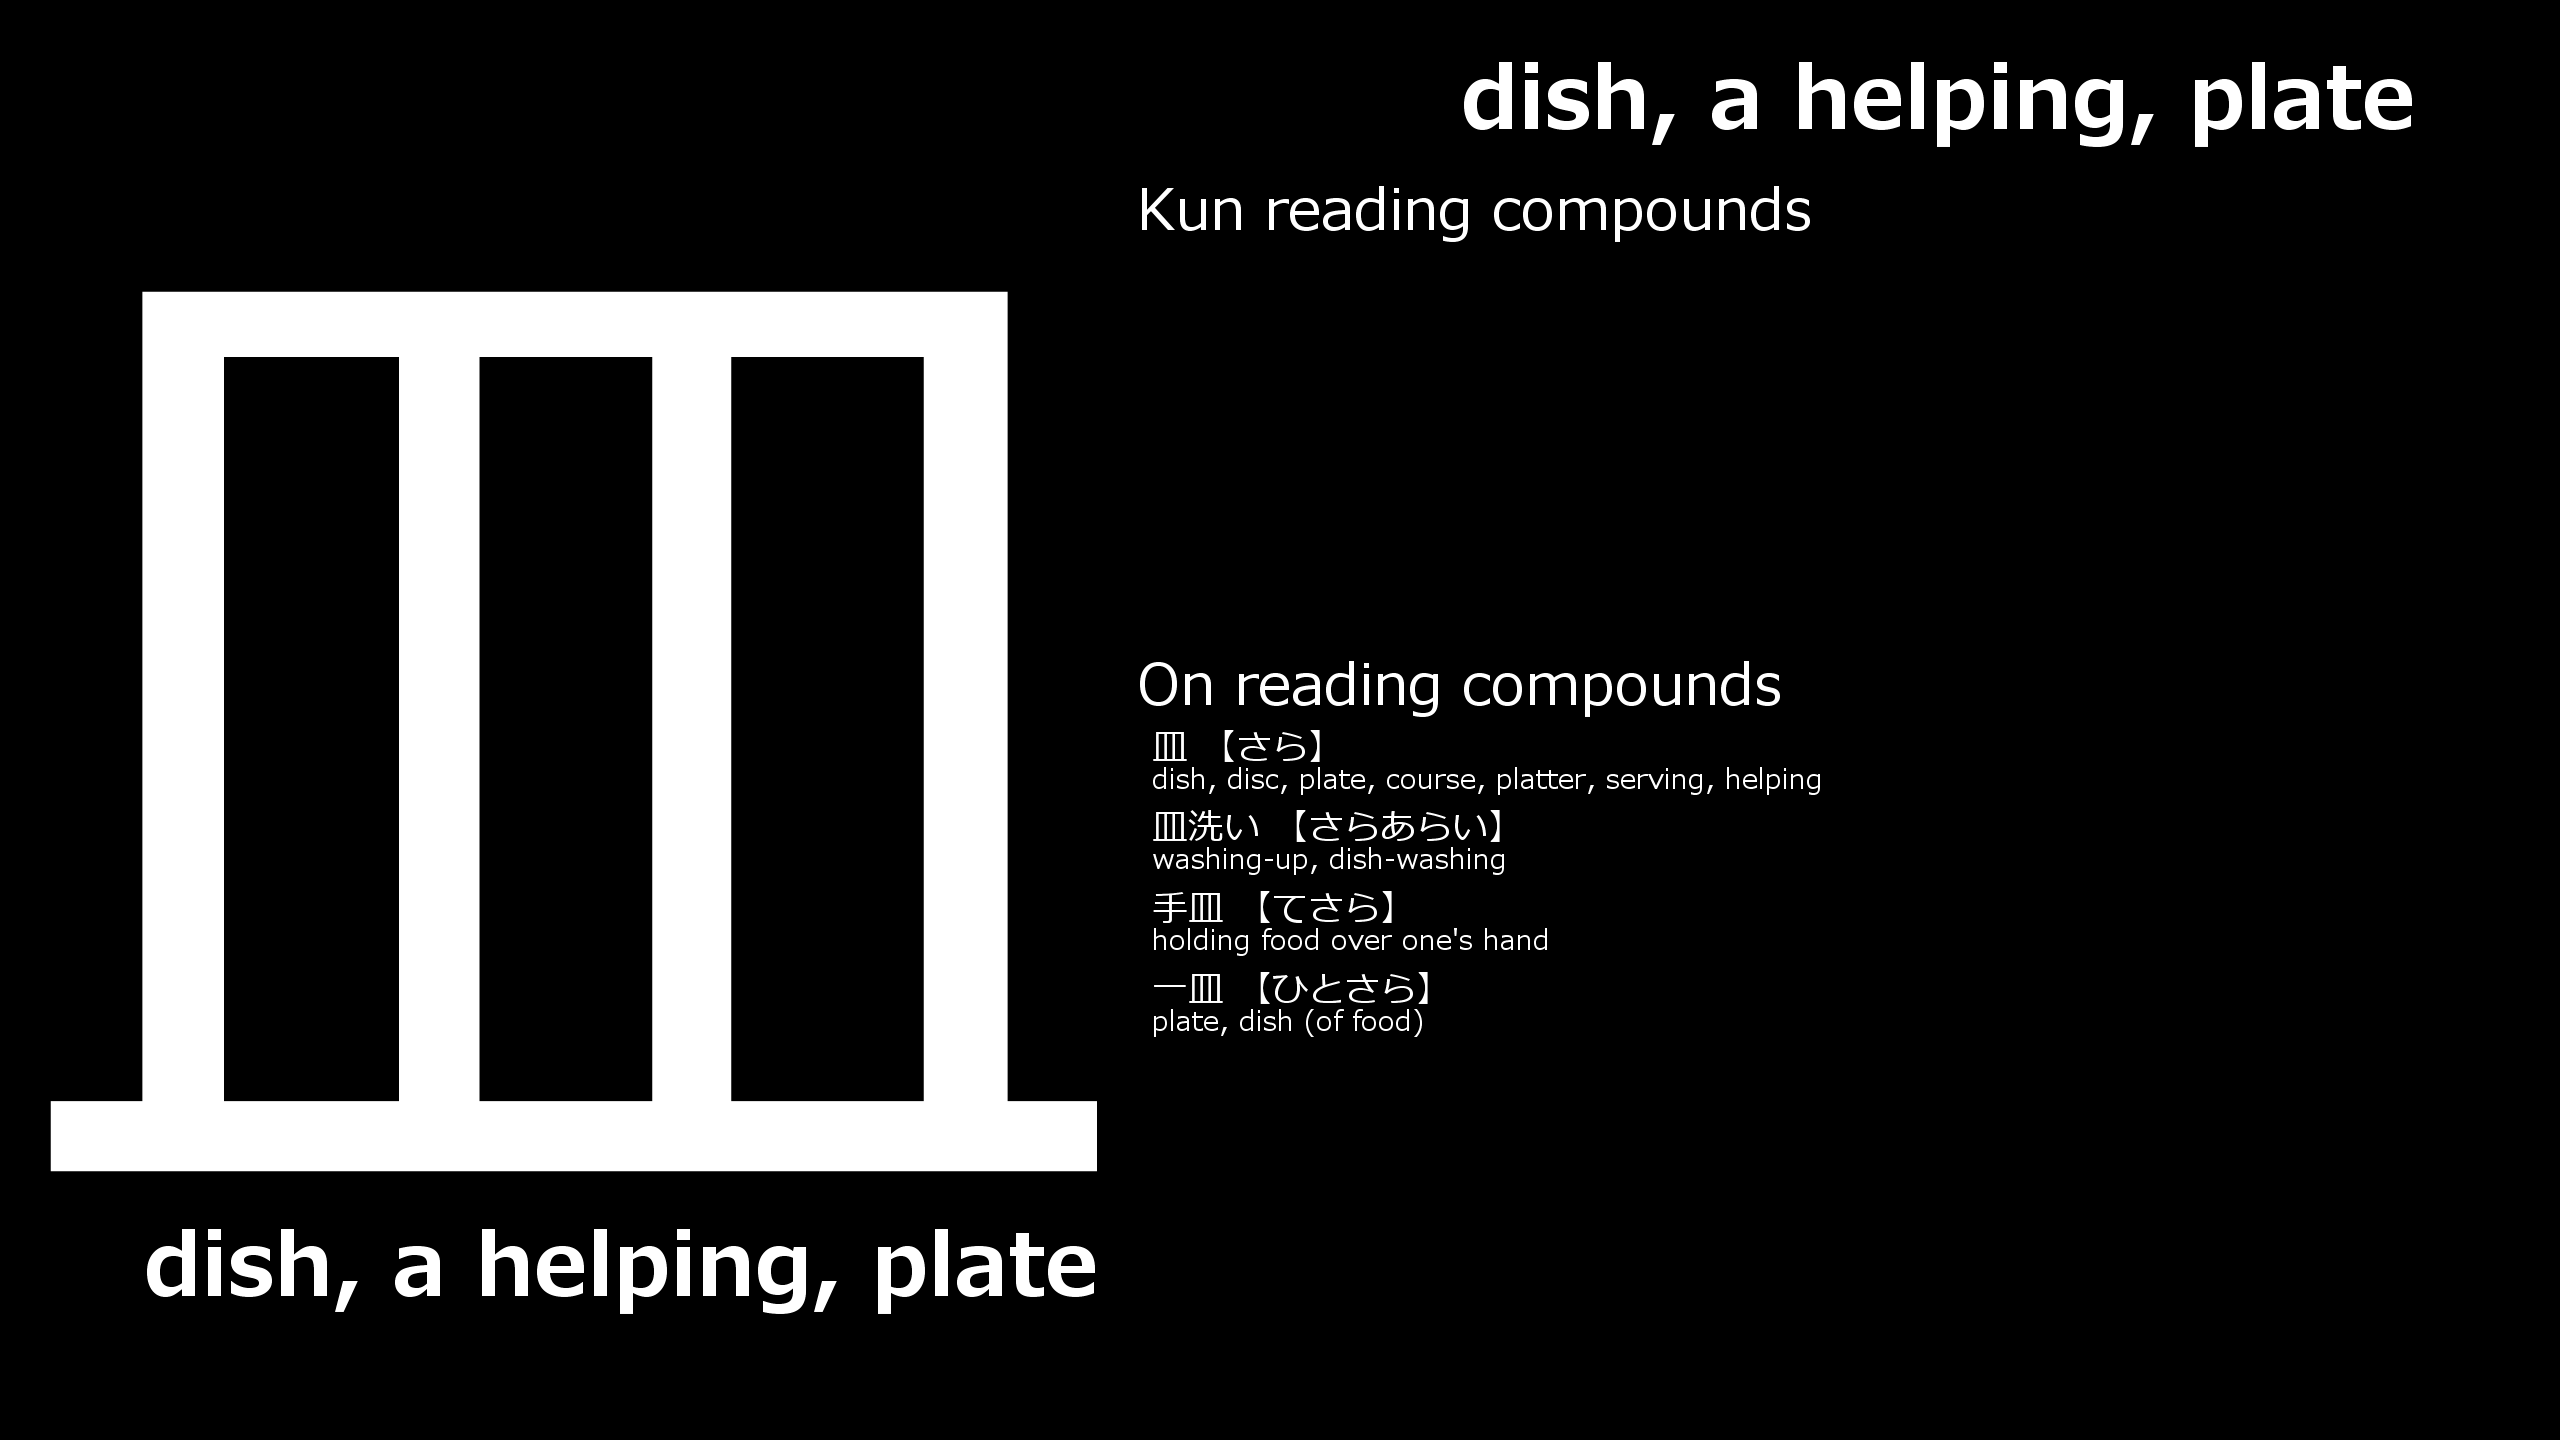 dish, a helping, plate
Kun reading compounds
皿
On reading compounds
皿 【さら】
dish, disc, plate, course, platter, serving, helping
皿洗い 【さらあらい】
washing-up, dish-washing
手皿 【てさら】
holding food over one's hand
一皿 【ひとさら】
plate, dish (of food)
dish, a helping, plate